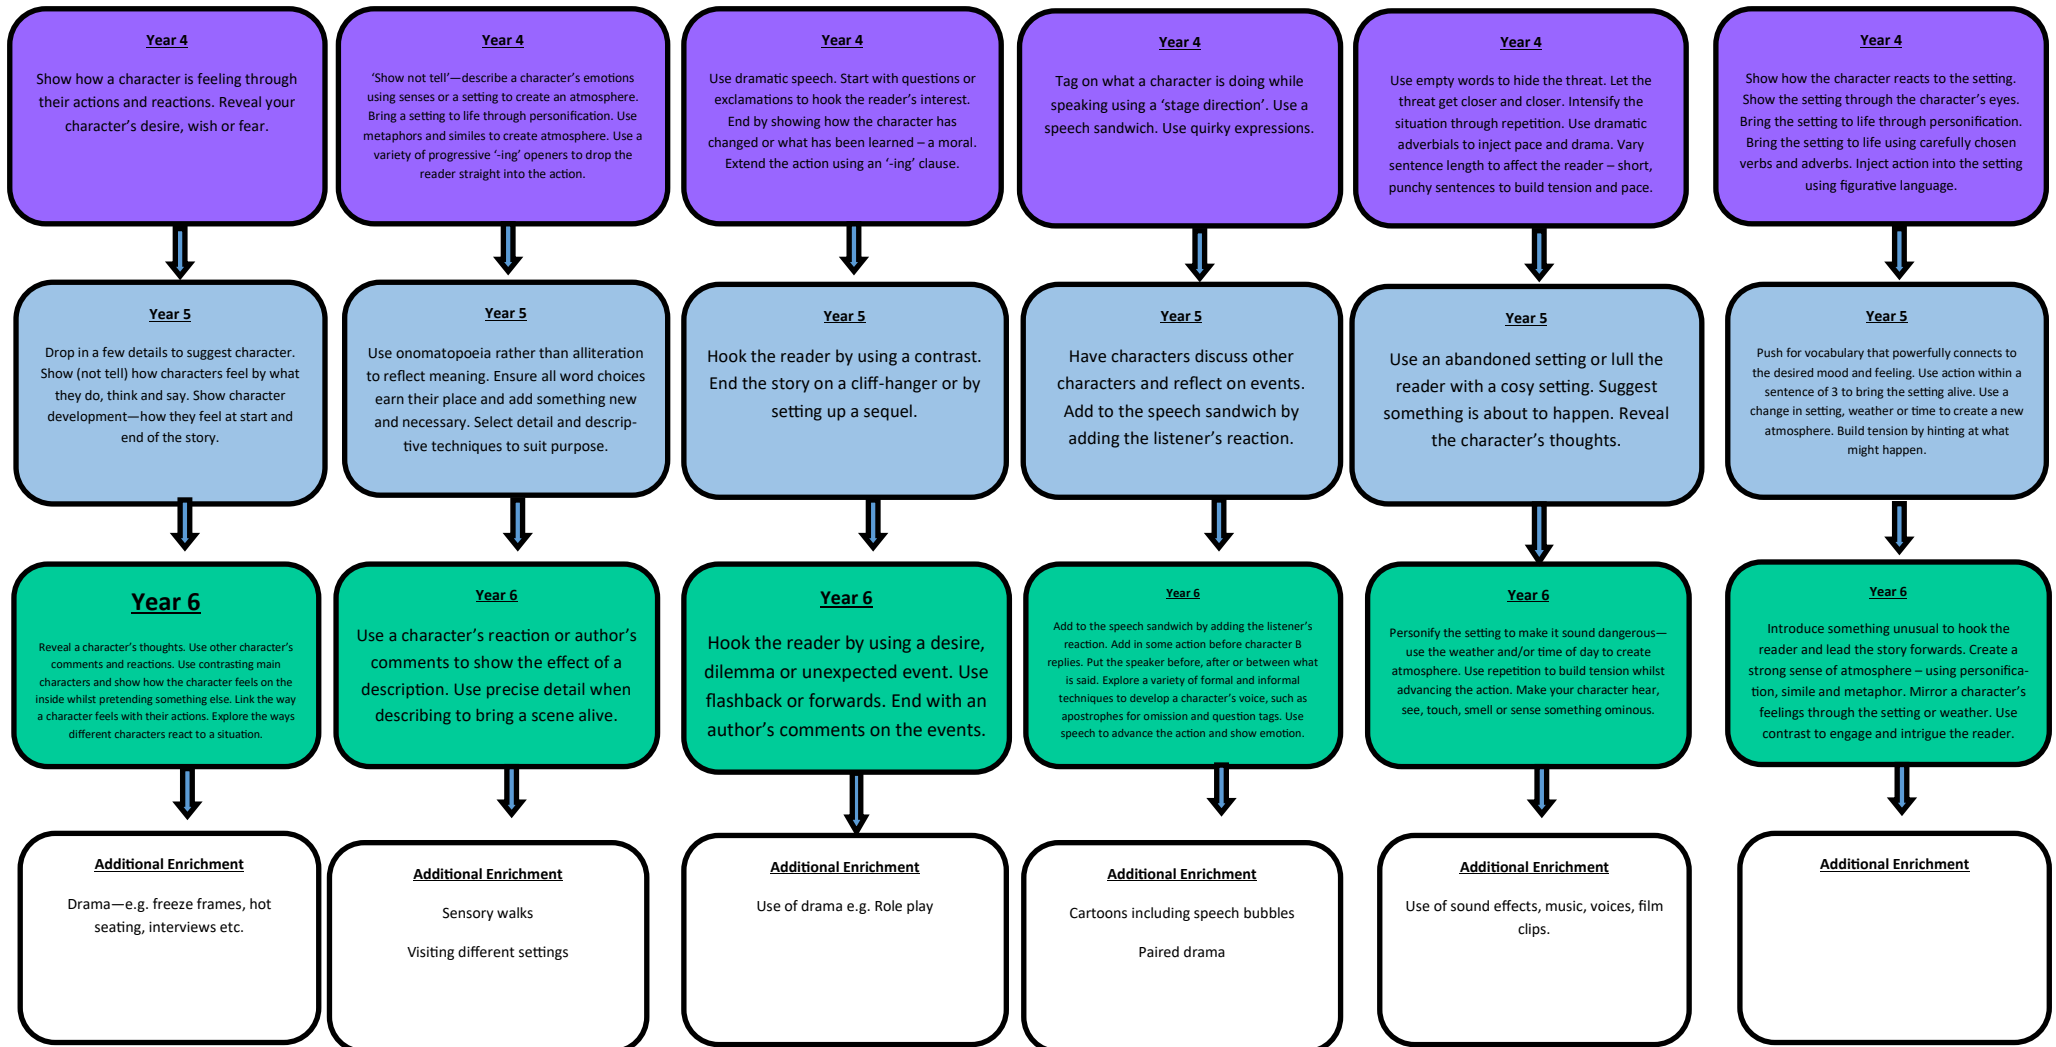 Year 4
Show how a character is feeling through
their actions and reactions. Reveal your
character's desire, wish or fear.
Year 4
‘Show not tell’—describe a character's emotions
using senses or a setting to create an atmosphere.
Bring a setting to life through personification. Use
metaphors and similes to create atmosphere. Use a
variety of progressive ‘-ing’ openers to drop the
reader straight into the action.
Year 4
Use dramatic speech. Start with questions or
exclamations to hook the reader's interest.
End by showing how the character has
changed or what has been learned – a moral.
Extend the action using an ‘-ing’ clause.
Year 4
Tag on what a character is doing while
speaking using a ‘stage direction’. Use a
speech sandwich. Use quirky expressions.
Year 4
Use empty words to hide the threat. Let the
threat get closer and closer. Intensify the
situation through repetition. Use dramatic
adverbials to inject pace and drama. Vary
sentence length to affect the reader – short,
punchy sentences to build tension and pace.
Year 4
Show how the character reacts to the setting.
Show the setting through the character's eyes.
Bring the setting to life through personification.
Bring the setting to life using carefully chosen
verbs and adverbs. Inject action into the setting
using figurative language.
Year 5
Drop in a few details to suggest character.
Show (not tell) how characters feel by what
they do, think and say. Show character
development—how they feel at start and
end of the story.
Year 5
Use onomatopoeia rather than alliteration
to reflect meaning. Ensure all word choices
earn their place and add something new
and necessary. Select detail and descrip-
tive techniques to suit purpose.
Year 5
Hook the reader by using a contrast.
End the story on a cliff-hanger or by
setting up a sequel.
Year 5
Have characters discuss other
characters and reflect on events.
Add to the speech sandwich by
adding the listener's reaction.
Year 5
Use an abandoned setting or lull the
reader with a cosy setting. Suggest
something is about to happen. Reveal
the character's thoughts.
Year 5
Push for vocabulary that powerfully connects to
the desired mood and feeling. Use action within a
sentence of 3 to bring the setting alive. Use a
change in setting, weather or time to create a new
atmosphere. Build tension by hinting at what
might happen.
Year 6
Reveal a character's thoughts. Use other character's
comments and reactions. Use contrasting main
characters and show how the character feels on the
inside whilst pretending something else. Link the way
a character feels with their actions. Explore the ways
different characters react to a situation.
Year 6
Use a character's reaction or author's
comments to show the effect of a
description. Use precise detail when
describing to bring a scene alive.
Year 6
Hook the reader by using a desire,
dilemma or unexpected event. Use
flashback or forwards. End with an
author's comments on the events.
Year 6
Add to the speech sandwich by adding the listener's
reaction. Add in some action before character B
replies. Put the speaker before, after or between what
is said. Explore a variety of formal and informal
techniques to develop a character's voice, such as
apostrophes for omission and question tags. Use
speech to advance the action and show emotion.
Year 6
Personify the setting to make it sound dangerous—
use the weather and/or time of day to create
atmosphere. Use repetition to build tension whilst
advancing the action. Make your character hear,
see, touch, smell or sense something ominous.
Year 6
Introduce something unusual to hook the
reader and lead the story forwards. Create a
strong sense of atmosphere – using personifica-
tion, simile and metaphor. Mirror a character's
feelings through the setting or weather. Use
contrast to engage and intrigue the reader.
Additional Enrichment
Drama—e.g. freeze frames, hot
seating, interviews etc.
Additional Enrichment
Sensory walks
Visiting different settings
Additional Enrichment
Use of drama e.g. Role play
Additional Enrichment
Cartoons including speech bubbles
Paired drama
Additional Enrichment
Use of sound effects, music, voices, film
clips.
Additional Enrichment